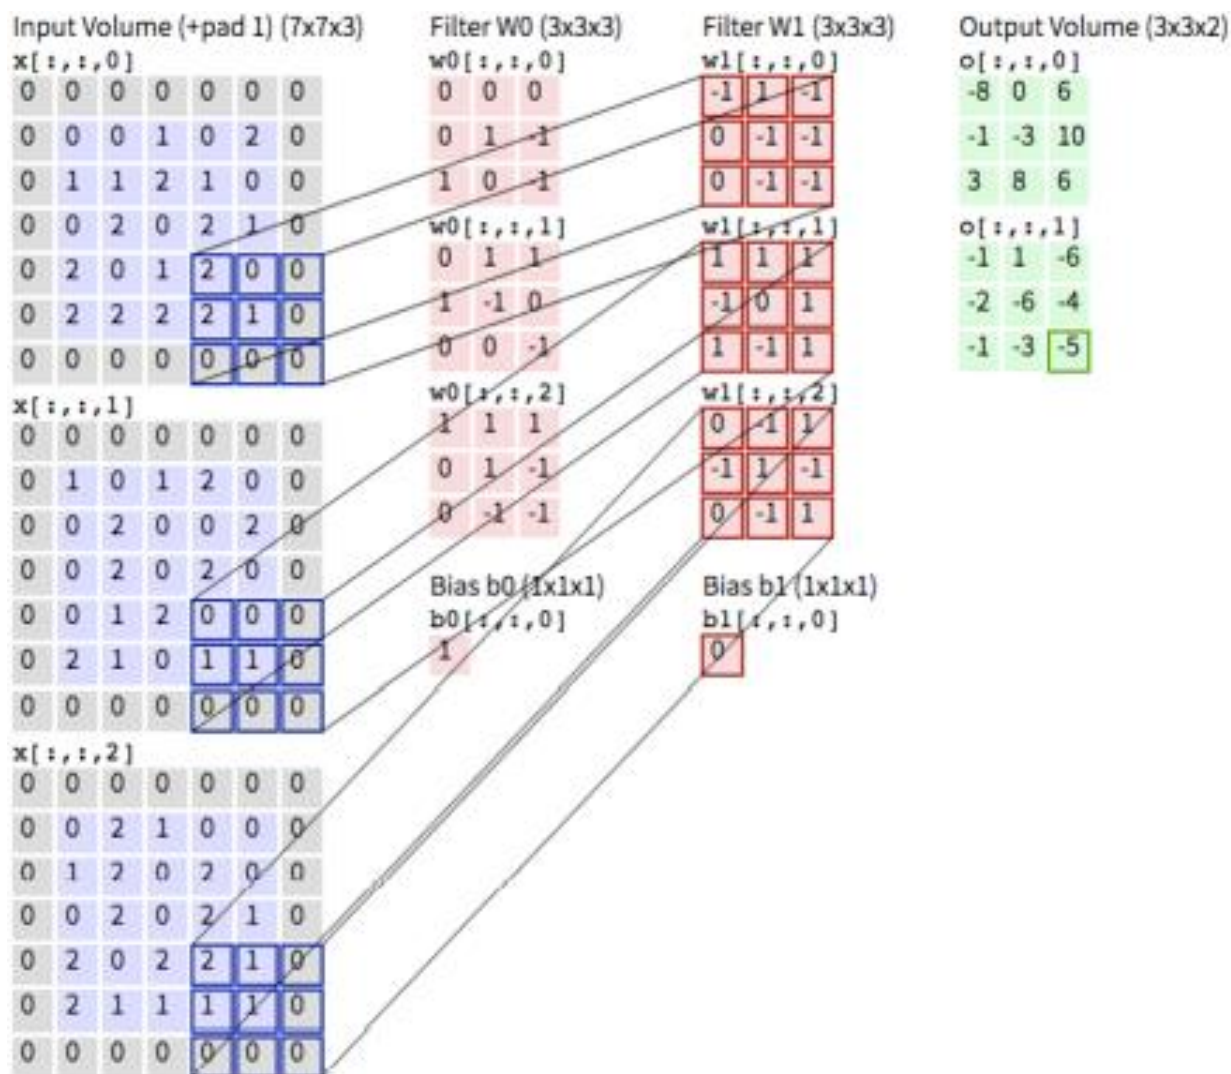 Input Volume (+pad 1) (7x7x3)
x[:,:,0]
0 0 0 0 0 0 0
0 0 0 1 0 2 0
0 1 1 2 1 0 0
0 0 2 0 2 1 0
0 2 0 1 2 0 0
0 2 2 2 2 1 0
0 0 0 0 0 0 0
x[:,:,1]
0 0 0 0 0 0 0
0 1 0 1 2 0 0
0 0 2 0 0 2 0
0 0 2 0 2 0 0
0 0 1 2 0 0 0
0 2 1 0 1 1 0
0 0 0 0 0 0 0
x[:,:,2]
0 0 0 0 0 0 0
0 0 2 1 0 0 0
0 1 2 0 2 0 0
0 0 2 0 2 1 0
0 2 0 2 2 1 0
0 2 1 1 1 1 0
0 0 0 0 0 0 0
Filter W0 (3x3x3)
w0[:,:,0]
0 0 0
0 1 -1
1 0 -1
w0[:,:,1]
0 1 1
1 -1 0
0 0 -1
w0[:,:,2]
1 1 1
0 1 -1
0 -1 -1
Bias b0 (1x1x1)
b0[:,:,0]
1
Filter W1 (3x3x3)
w1[:,:,0]
-1 1 -1
0 -1 -1
0 -1 -1
w1[:,:,1]
1 1 1
-1 0 1
1 -1 1
w1[:,:,2]
0 -1 1
-1 1 -1
0 -1 1
Bias b1 (1x1x1)
b1[:,:,0]
0
Output Volume (3x3x2)
o[:,:,0]
-8 0 6
-1 -3 10
3 8 6
o[:,:,1]
-1 1 -6
-2 -6 -4
-1 -3 -5